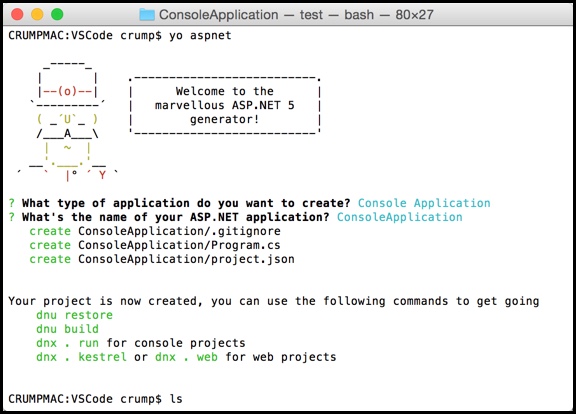 ConsoleApplication — test — bash — 80×27
CRUMPMAC:VSCode crump$ yo aspnet
     _-----_
    |       |    .--------------------------.
    |--(o)--|    |      Welcome to the      |
   `---------´   |   marvellous ASP.NET 5   |
    ( _´U`_ )    |        generator!        |
    /___A___\    '--------------------------'
     |  ~  |
   __'.___.'__
 ´   `  |° ´ Y `
? What type of application do you want to create? Console Application
? What's the name of your ASP.NET application? ConsoleApplication
   create ConsoleApplication/.gitignore
   create ConsoleApplication/Program.cs
   create ConsoleApplication/project.json
Your project is now created, you can use the following commands to get going
    dnu restore
    dnu build
    dnx . run for console projects
    dnx . kestrel or dnx . web for web projects
CRUMPMAC:VSCode crump$ ls